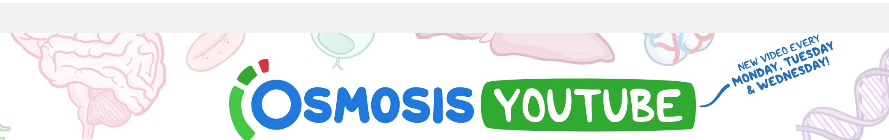 OSMOSIS YOUTUBE
NEW VIDEO EVERY
MONDAY, TUESDAY
& WEDNESDAY!